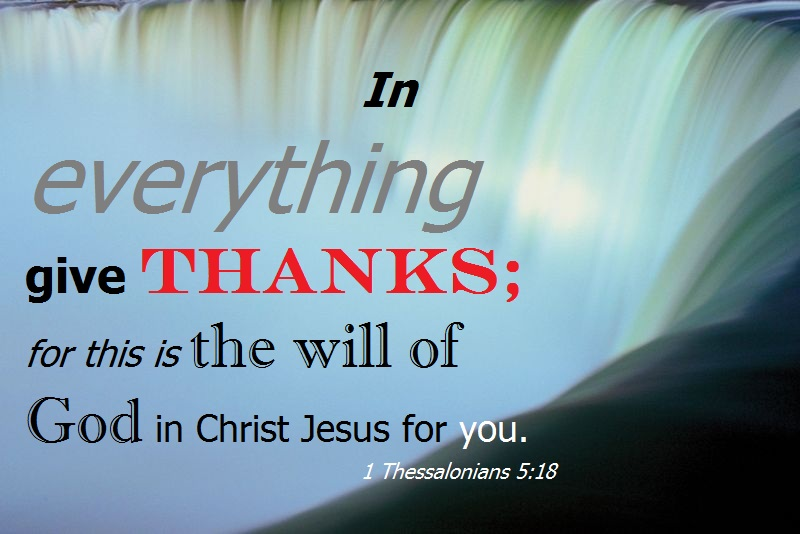 In
everything
give THANKS;
for this is the will of
God in Christ Jesus for you.
1 Thessalonians 5:18